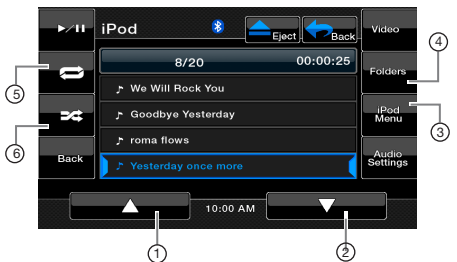 iPod
Eject
Back
Video
8/20 00:00:25
Folders
We Will Rock You
Goodbye Yesterday
iPod Menu
roma flows
Back
Yesterday once more
Audio Settings
10:00 AM
④
⑤
③
⑥
①
②